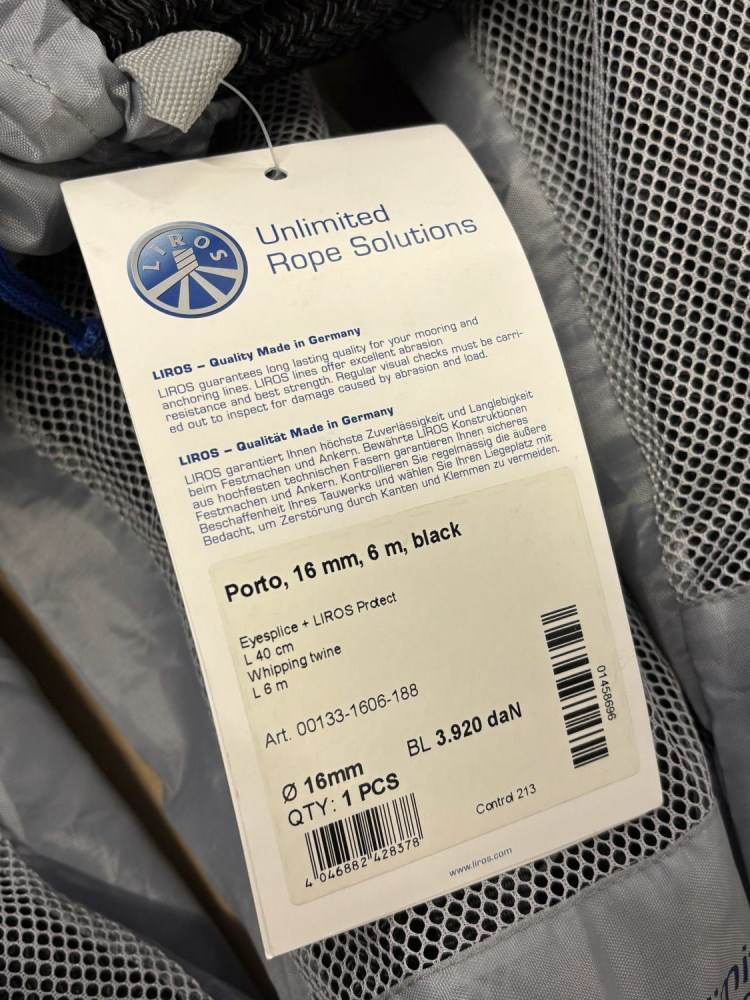 LIROS
Unlimited
Rope Solutions
LIROS – Quality Made in Germany
LIROS guarantees long lasting quality for your mooring and
anchoring lines. LIROS lines offer excellent abrasion
resistance and best strength. Regular visual checks must be carri-
ed out to inspect for damage caused by abrasion and load.
LIROS – Qualität Made in Germany
LIROS garantiert Ihnen höchste Zuverlässigkeit und Langlebigkeit
beim Festmachen und Ankern. Bewährte LIROS Konstruktionen
aus hochfesten technischen Fasern garantieren Ihnen sicheres
Festmachen und Ankern. Kontrollieren Sie regelmässig die äußere
Beschaffenheit Ihres Tauwerks und wählen Sie Ihren Liegeplatz mit
Bedacht, um Zerstörung durch Kanten und Klemmen zu vermeiden.
Porto, 16 mm, 6 m, black
Eyesplice + LIROS Protect
L 40 cm
Whipping twine
L 6 m
Art. 00133-1606-188
Ø 16mm
BL 3.920 daN
QTY: 1 PCS
01458696
4 046882 428378
Control 213
www.liros.com